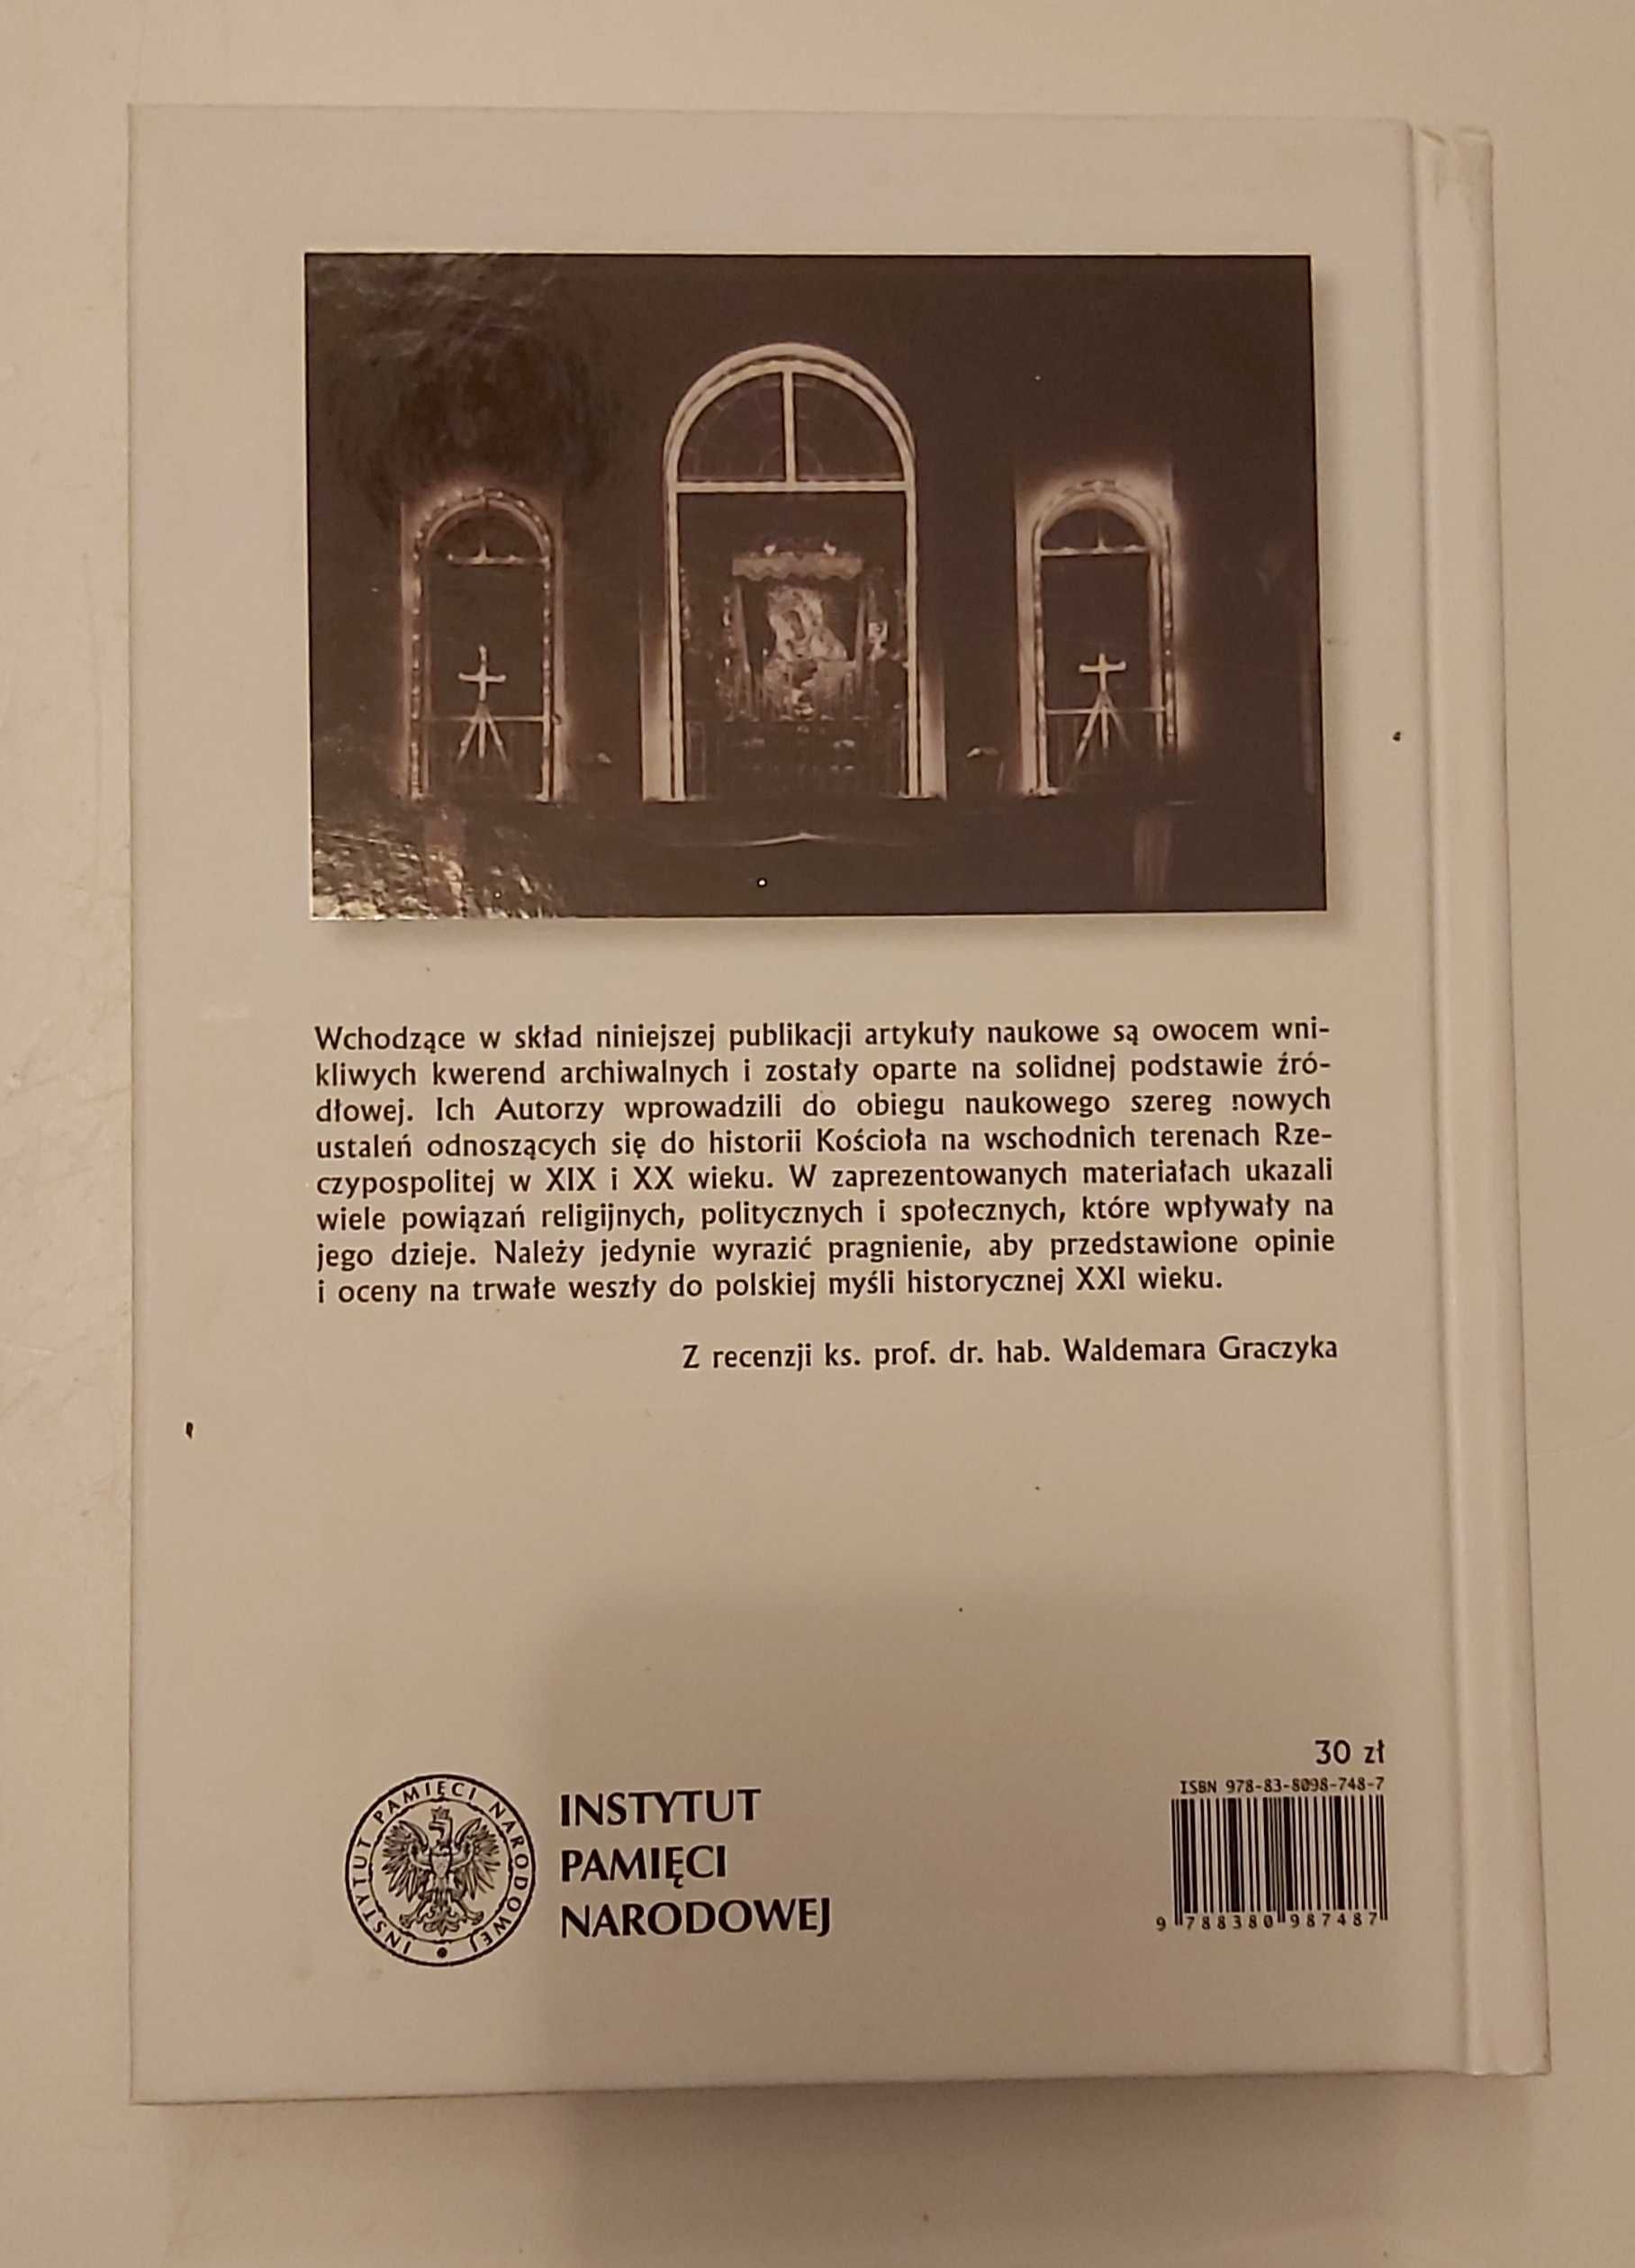 Wchodzące w skład niniejszej publikacji artykuły naukowe są owocem wni-
kliwych kwerend archiwalnych i zostały oparte na solidnej podstawie źró-
dłowej. Ich Autorzy wprowadzili do obiegu naukowego szereg nowych
ustaleń odnoszących się do historii Kościoła na wschodnich terenach Rze-
czypospolitej w XIX i XX wieku. W zaprezentowanych materiałach ukazali
wiele powiązań religijnych, politycznych i społecznych, które wpływały na
jego dzieje. Należy jedynie wyrazić pragnienie, aby przedstawione opinie
i oceny na trwałe weszły do polskiej myśli historycznej XXI wieku.
Z recenzji ks. prof. dr. hab. Waldemara Graczyka
INSTYTUT PAMIĘCI NARODOWEJ
INSTYTUT
PAMIĘCI
NARODOWEJ
30 zł
ISBN 978-83-8098-748-7
9 788380 987487